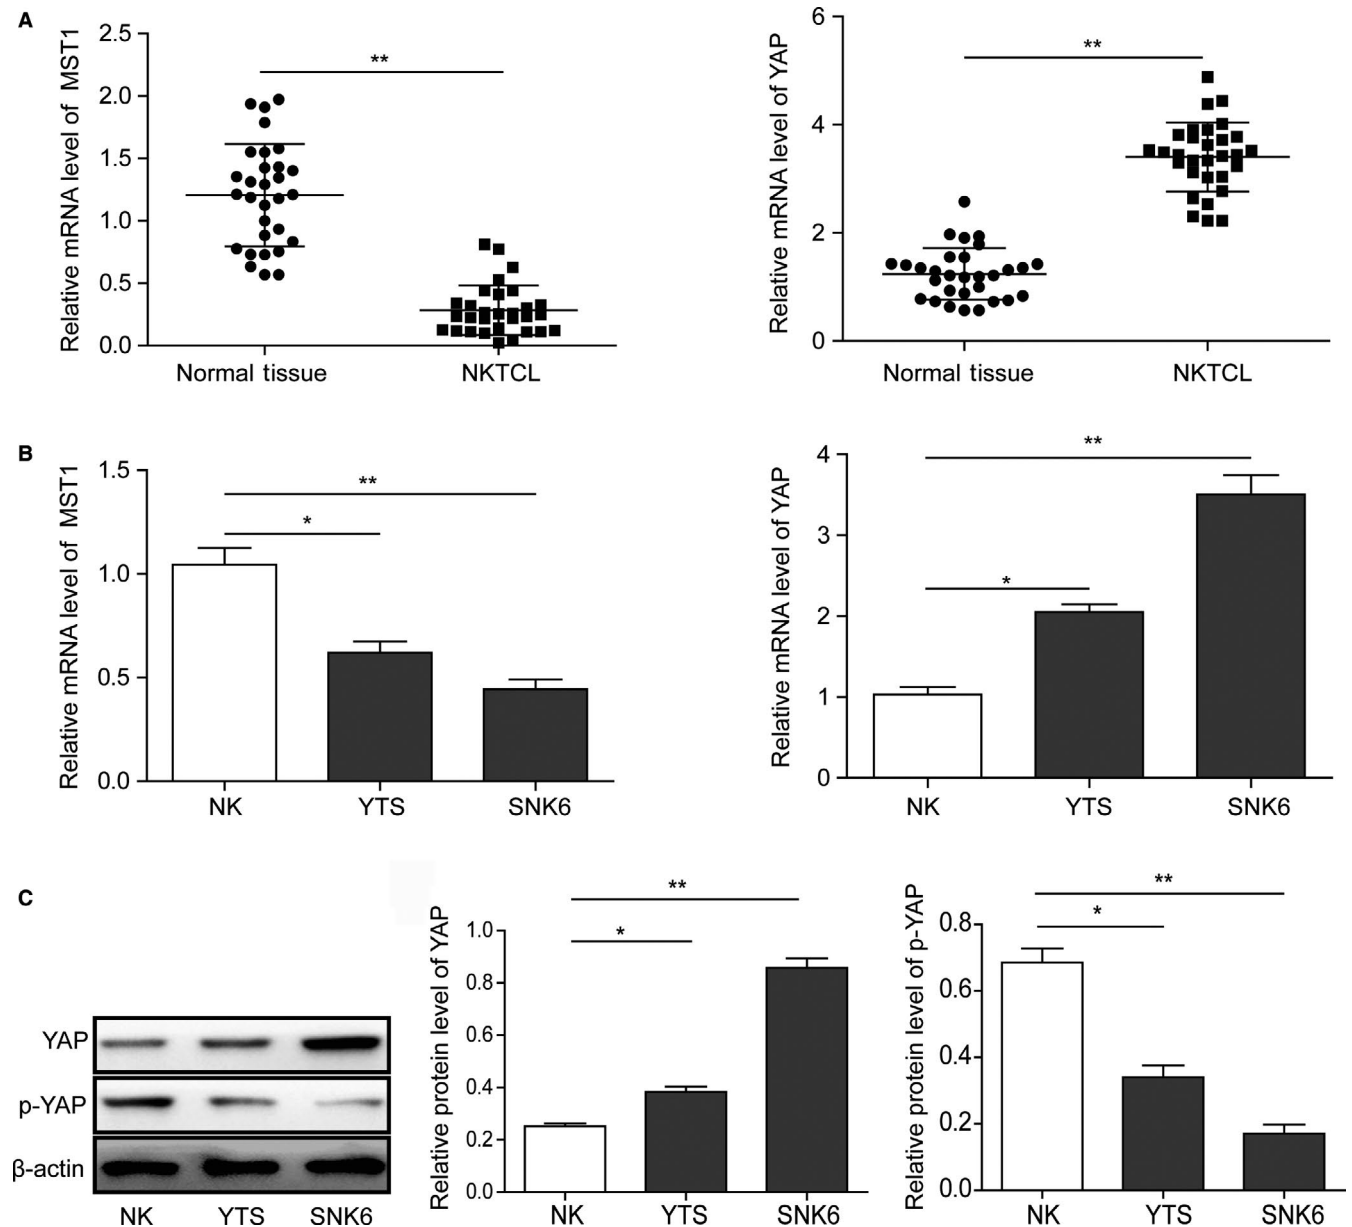 A
Relative mRNA level of MST1
2.5
2.0
1.5
1.0
0.5
0.0
**
Normal tissue
NKTCL
Relative mRNA level of YAP
6
4
2
0
**
Normal tissue
NKTCL
B
Relative mRNA level of MST1
1.5
1.0
0.5
0.0
**
*
NK
YTS
SNK6
Relative mRNA level of YAP
4
3
2
1
0
**
*
NK
YTS
SNK6
C
YAP
p-YAP
β-actin
NK
YTS
SNK6
Relative protein level of YAP
1.0
0.8
0.6
0.4
0.2
0.0
**
*
NK
YTS
SNK6
Relative protein level of p-YAP
0.8
0.6
0.4
0.2
0.0
**
*
NK
YTS
SNK6